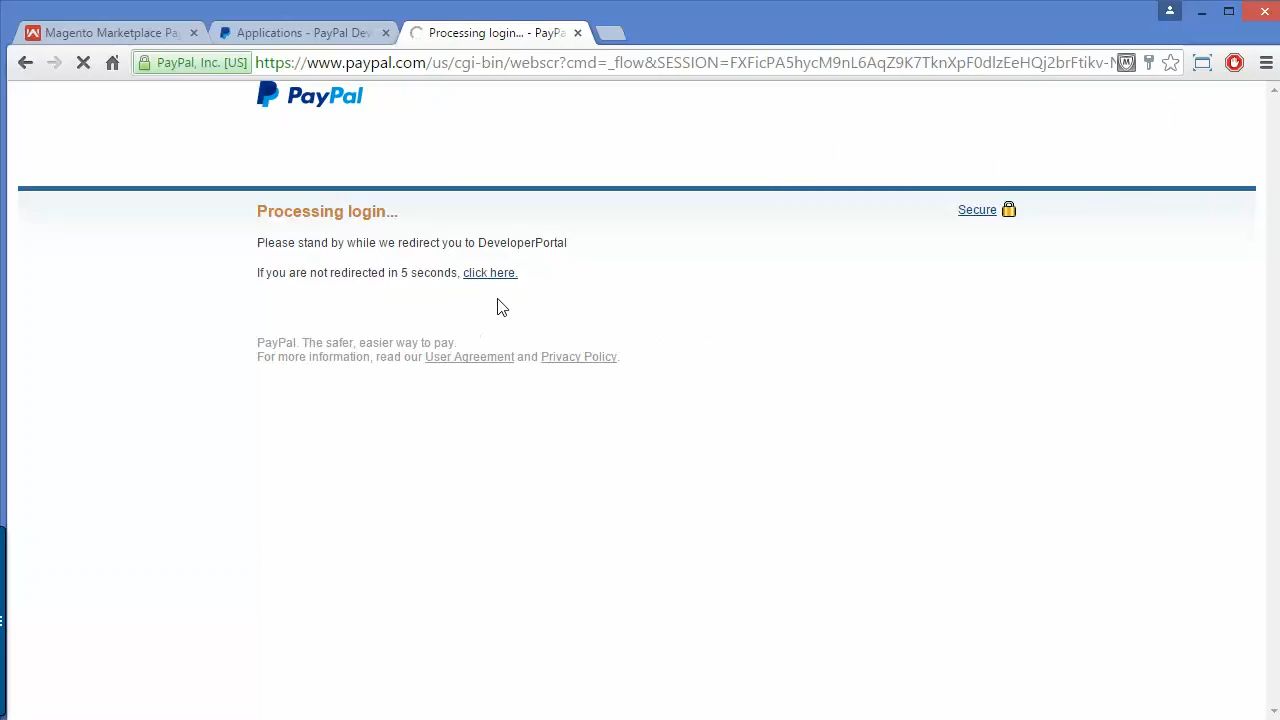 Magento Marketplace Pa
Applications - PayPal Dev
Processing login... - PayPa
PayPal, Inc. [US]
https://www.paypal.com/us/cgi-bin/webscr?cmd=_flow&SESSION=FXFicPA5hycM9nL6AqZ9K7TknXpF0dlzEeHQj2brFtikv-N
PayPal
Processing login...
Secure
Please stand by while we redirect you to DeveloperPortal
If you are not redirected in 5 seconds, click here.
PayPal. The safer, easier way to pay.
For more information, read our User Agreement and Privacy Policy.